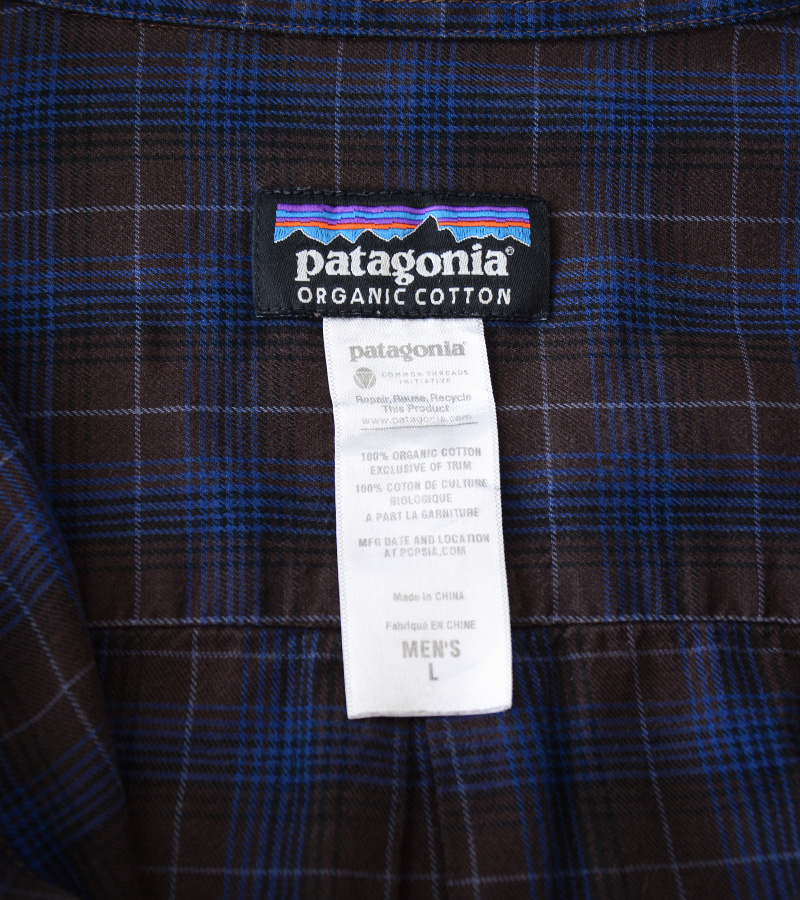 patagonia®
ORGANIC COTTON
patagonia®
COMMON THREADS
INITIATIVE
Repair, Reuse, Recycle
This Product
www.patagonia.com
100% ORGANIC COTTON
EXCLUSIVE OF TRIM
100% COTON DE CULTURE
BIOLOGIQUE
A PART LA GARNITURE
MFG DATE AND LOCATION
AT PCPSIA.COM
Made in CHINA
Fabriqué EN CHINE
MEN'S
L